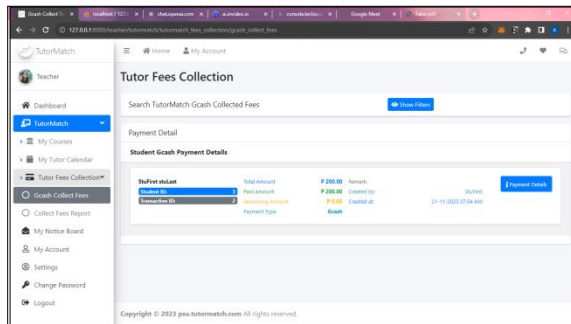 Gcash Collect
localhost / 127.0
chat.openai.com
ai.invideo.io
Google Meet
127.0.0.1:8000/teacher/tutormatch/tutormatch_fees_collection/gcash_collect_fees
TutorMatch
Home
My Account
Teacher
Tutor Fees Collection
Dashboard
Search TutorMatch Gcash Collected Fees
Show Filters
TutorMatch
My Courses
Payment Detail
My Tutor Calendar
Student Gcash Payment Details
Tutor Fees Collection
Gcash Collect Fees
Collect Fees Report
My Notice Board
My Account
Settings
Change Password
Logout
StuFirst stuLast
Student ID: 3
Transaction ID: 2
Total Amount ₱ 200.00
Paid Amount ₱ 200.00
Remaining Amount ₱ 0.00
Payment Type Gcash
Remark:
Created by: StuFirst
Created at: 21-11-2023 07:54 AM
Payment Details
Copyright © 2023 psu.tutormatch.com All rights reserved.